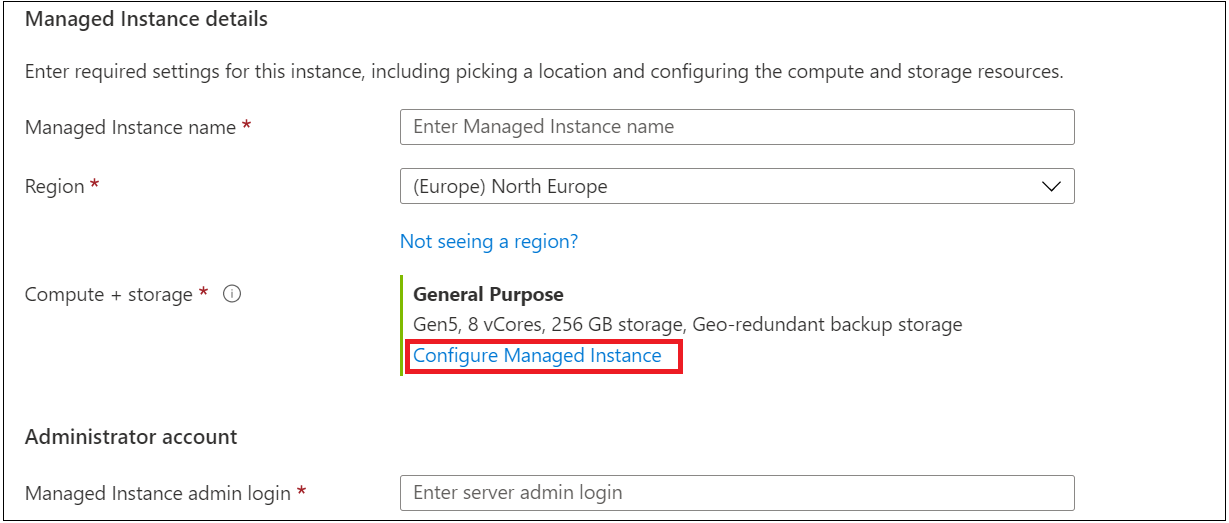 Managed Instance details
Enter required settings for this instance, including picking a location and configuring the compute and storage resources.
Managed Instance name * Enter Managed Instance name
Region * (Europe) North Europe
Not seeing a region?
Compute + storage * General Purpose
Gen5, 8 vCores, 256 GB storage, Geo-redundant backup storage
Configure Managed Instance
Administrator account
Managed Instance admin login * Enter server admin login